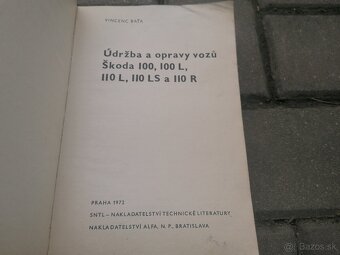 VINCENC BAŤA
Údržba a opravy vozů
Škoda 100, 100 L,
110 L, 110 LS a 110 R
PRAHA 1972
SNTL – NAKLADATELSTVÍ TECHNICKÉ LITERATURY
NAKLADATELSTVÍ ALFA, N. P., BRATISLAVA
bazos.sk